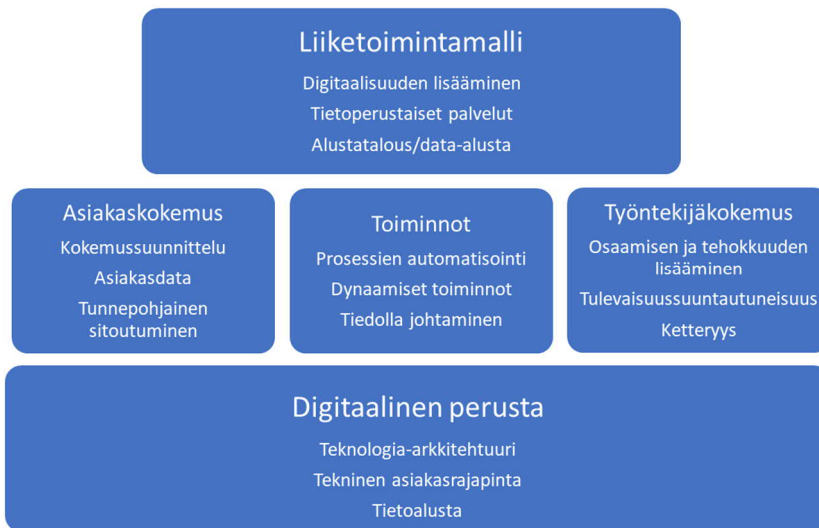 Liiketoimintamalli
Digitaalisuuden lisääminen
Tietoperustaiset palvelut
Alustatalous/data-alusta
Asiakaskokemus
Kokemussuunnittelu
Asiakasdata
Tunnepohjainen
sitoutuminen
Toiminnot
Prosessien automatisointi
Dynaamiset toiminnot
Tiedolla johtaminen
Työntekijäkokemus
Osaamisen ja tehokkuuden
lisääminen
Tulevaisuussuuntautuneisuus
Ketteryys
Digitaalinen perusta
Teknologia-arkkitehtuuri
Tekninen asiakasrajapinta
Tietoalusta